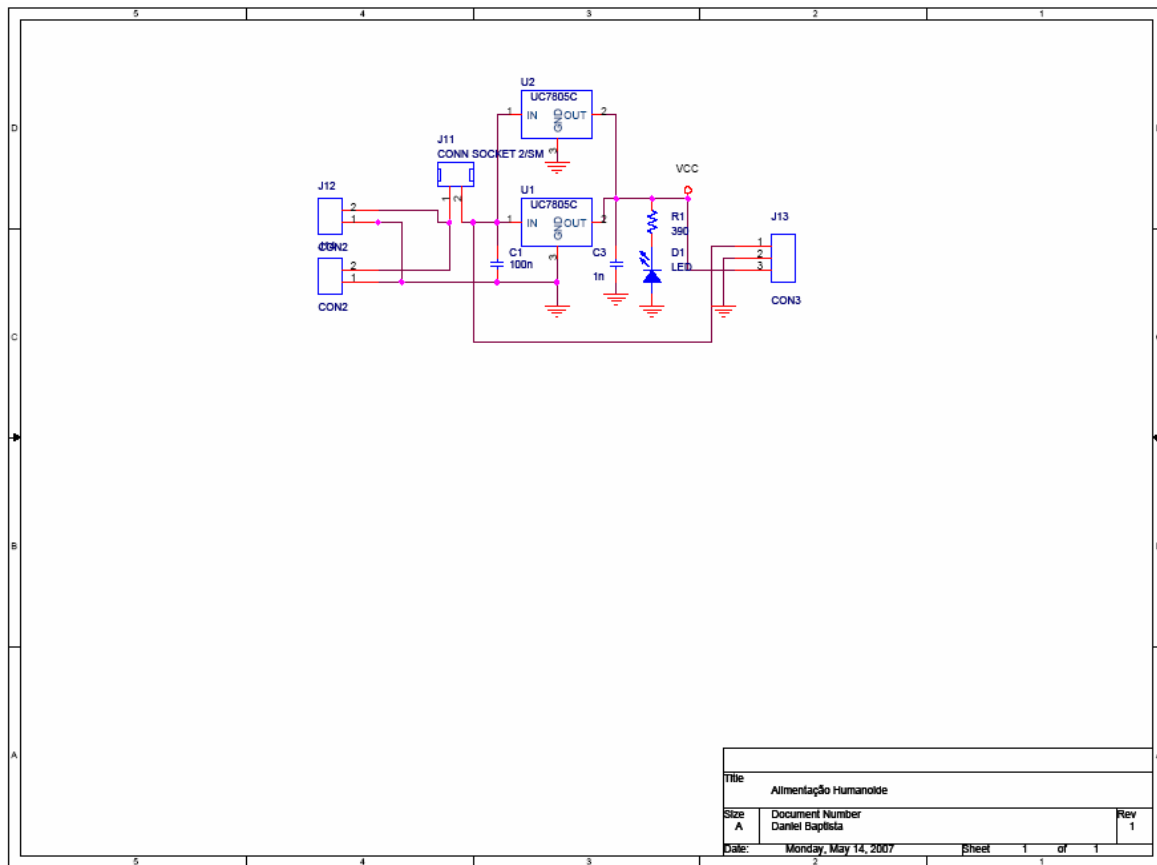 5 4 3 2 1
D
C
B
A
U2
UC7805C
1 IN GND OUT 2
3
J11
CONN SOCKET 2/SM
1 2
VCC
J12
2
1
CON2
2
1
CON2
U1
UC7805C
1 IN GND OUT 2
3
C1
100n
C3
1n
R1
390
D1
LED
J13
1
2
3
CON3
Title
Alimentação Humanoide
Size Document Number Rev
A Daniel Baptista 1
Date: Monday, May 14, 2007 Sheet 1 of 1
5 4 3 2 1